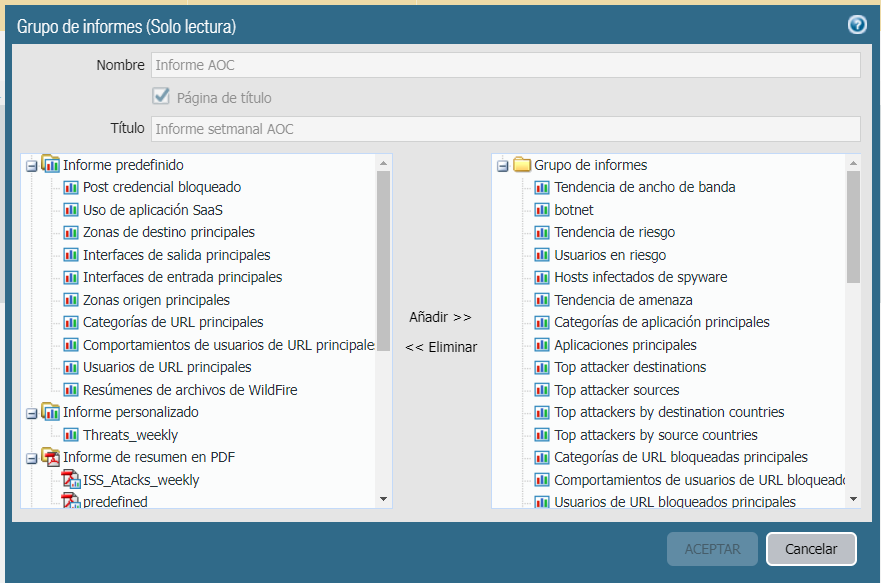 Grupo de informes (Solo lectura)
Nombre
Informe AOC
Página de título
Título
Informe setmanal AOC
Informe predefinido
Post credencial bloqueado
Uso de aplicación SaaS
Zonas de destino principales
Interfaces de salida principales
Interfaces de entrada principales
Zonas origen principales
Categorías de URL principales
Comportamientos de usuarios de URL principale
Usuarios de URL principales
Resúmenes de archivos de WildFire
Informe personalizado
Threats_weekly
Informe de resumen en PDF
ISS_Atacks_weekly
predefined
Añadir >>
<< Eliminar
Grupo de informes
Tendencia de ancho de banda
botnet
Tendencia de riesgo
Usuarios en riesgo
Hosts infectados de spyware
Tendencia de amenaza
Categorías de aplicación principales
Aplicaciones principales
Top attacker destinations
Top attacker sources
Top attackers by destination countries
Top attackers by source countries
Categorías de URL bloqueadas principales
Comportamientos de usuarios de URL bloquead
Usuarios de URL bloqueados principales
ACEPTAR
Cancelar